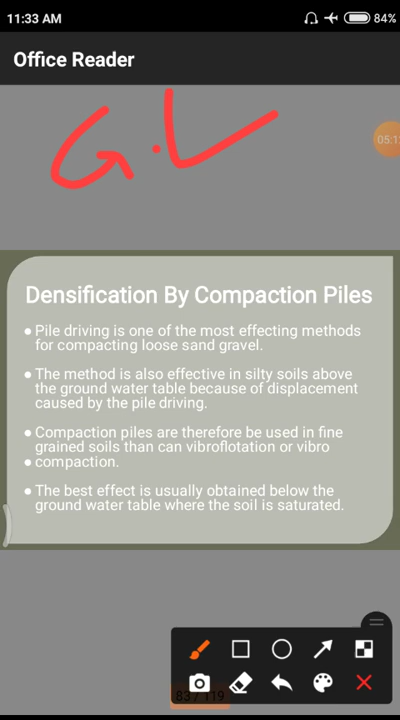 11:33 AM
84%
Office Reader
G.L
05:1
Densification By Compaction Piles
● Pile driving is one of the most effecting methods
for compacting loose sand gravel.
● The method is also effective in silty soils above
the ground water table because of displacement
caused by the pile driving.
● Compaction piles are therefore be used in fine
grained soils than can vibroflotation or vibro
● compaction.
● The best effect is usually obtained below the
ground water table where the soil is saturated.
83 / 119